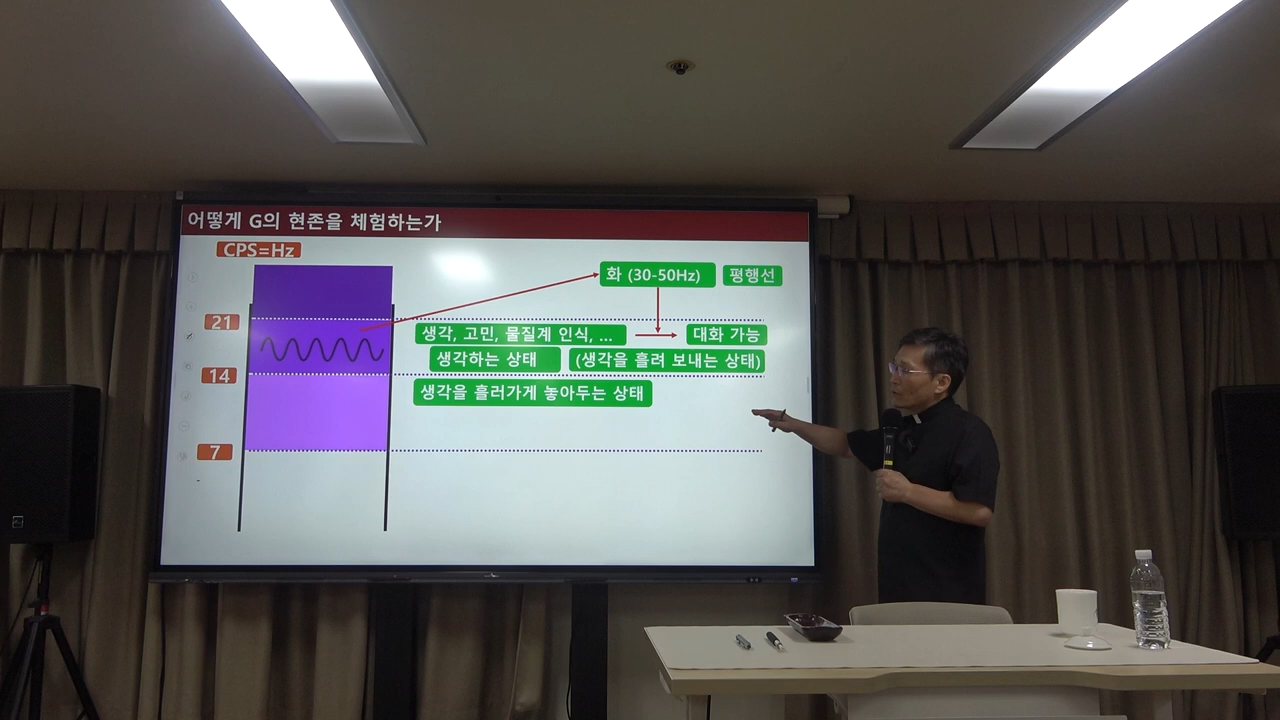 어떻게 G의 현존을 체험하는가
CPS=Hz
화 (30-50Hz) 평행선
21
생각, 고민, 물질계 인식, ... 대화 가능
생각하는 상태 (생각을 흘려 보내는 상태)
14
생각을 흘러가게 놓아두는 상태
7